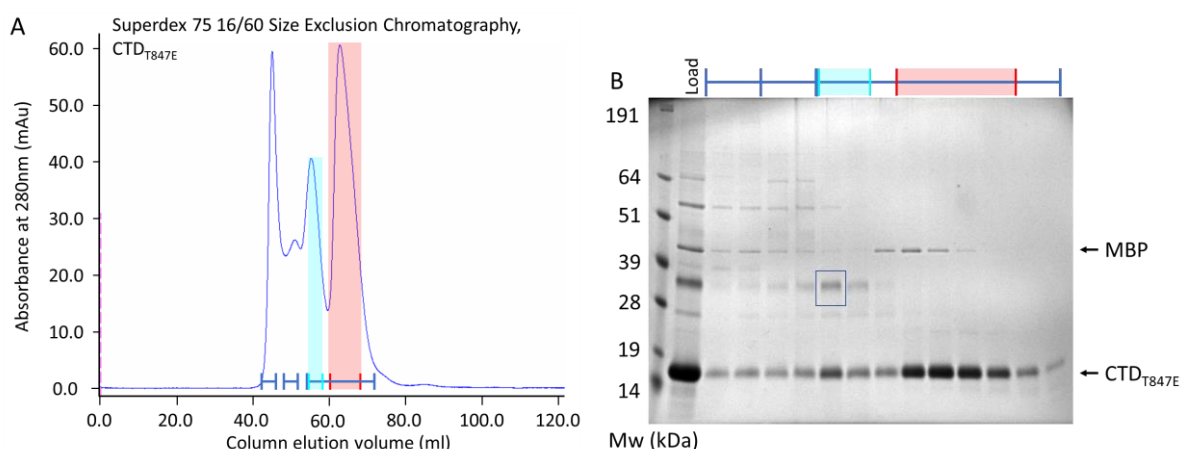 A
Superdex 75 16/60 Size Exclusion Chromatography,
CTDT847E
60.0
50.0
40.0
30.0
20.0
10.0
0.0
Absorbance at 280nm (mAu)
0.0 20.0 40.0 60.0 80.0 100.0 120.0
Column elution volume (ml)
B
Load
191
64
51
39
28
19
14
Mw (kDa)
MBP
CTDT847E